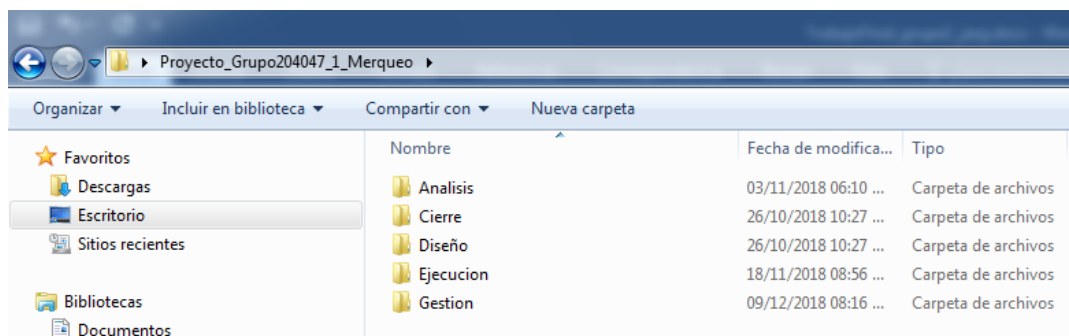 Proyecto_Grupo204047_1_Merqueo
Organizar Incluir en biblioteca Compartir con Nueva carpeta
Favoritos
Descargas
Escritorio
Sitios recientes
Bibliotecas
Documentos
Nombre Fecha de modifica... Tipo
Analisis 03/11/2018 06:10 ... Carpeta de archivos
Cierre 26/10/2018 10:27 ... Carpeta de archivos
Diseño 26/10/2018 10:27 ... Carpeta de archivos
Ejecucion 18/11/2018 08:56 ... Carpeta de archivos
Gestion 09/12/2018 08:16 ... Carpeta de archivos